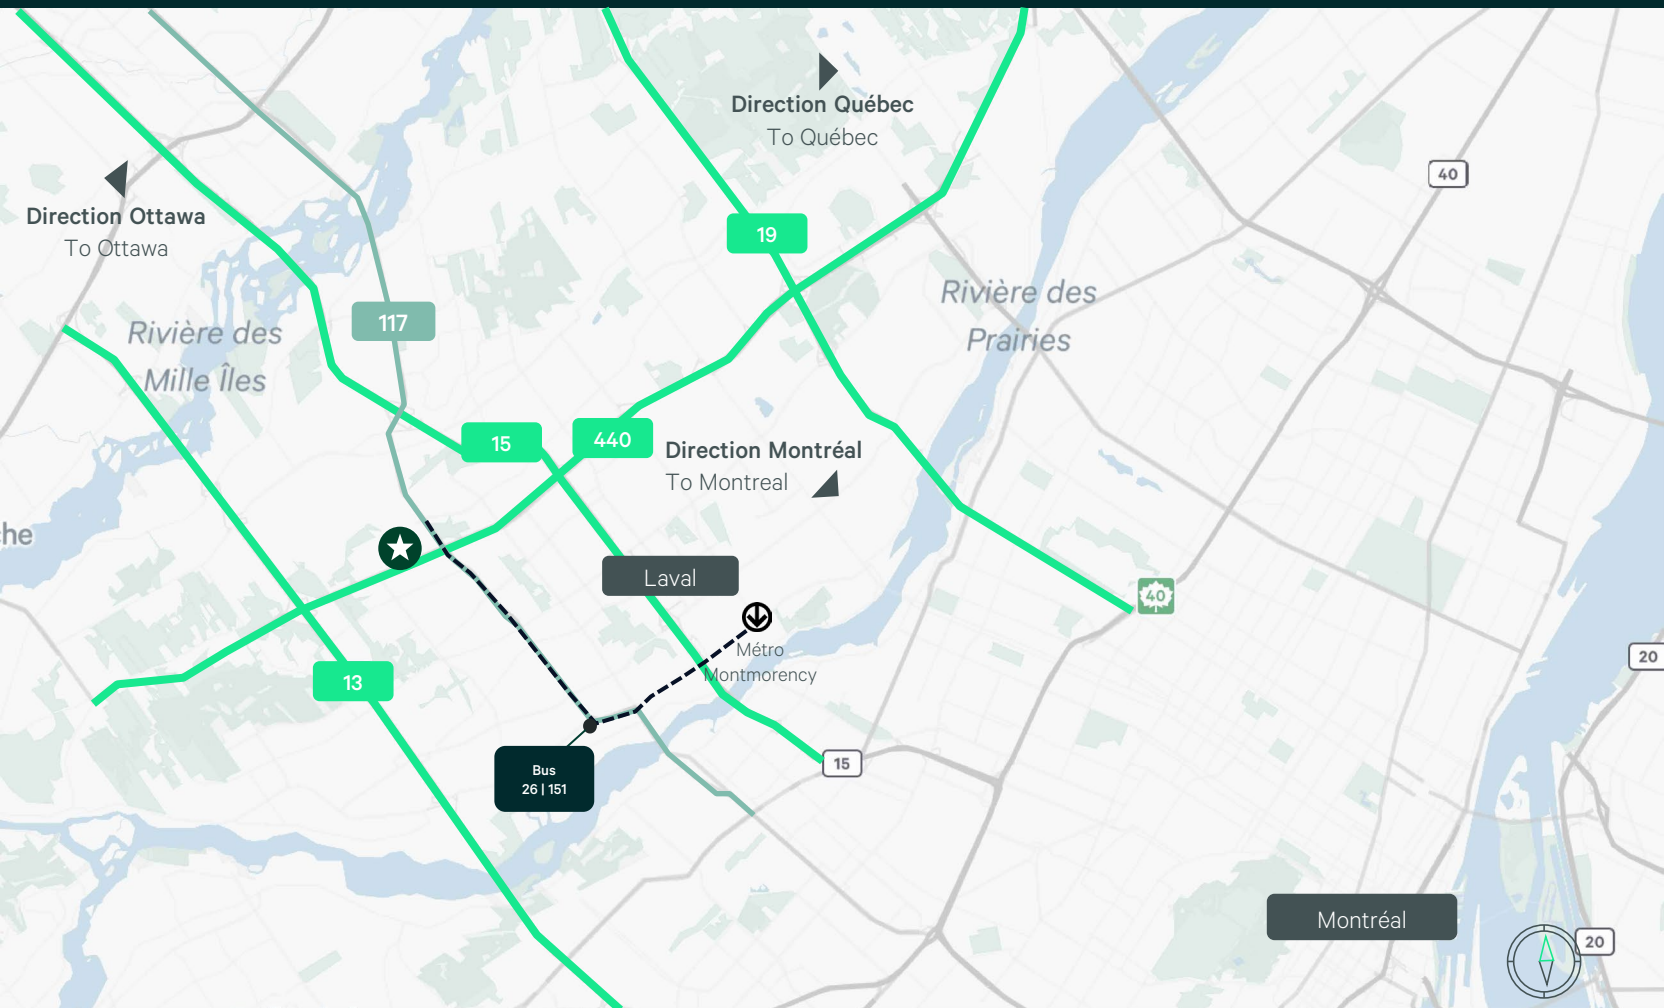 Direction Québec
To Québec
40
Direction Ottawa
To Ottawa
19
Rivière des
Prairies
117
Rivière des
Mille Îles
15
440
Direction Montréal
To Montreal
che
Laval
40
Métro
Montmorency
20
13
15
Bus
26 | 151
Montréal
20